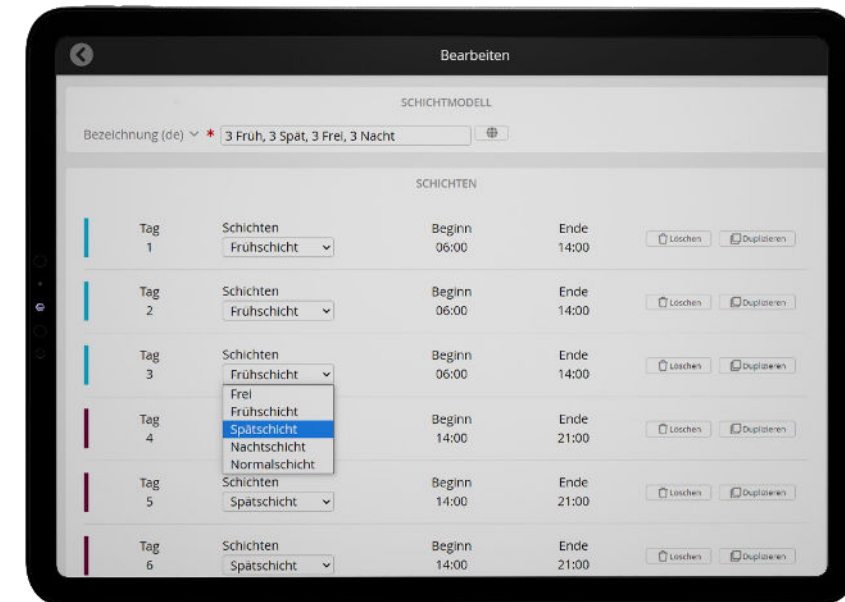 Bearbeiten
SCHICHTMODELL
Bezeichnung (de) * 3 Früh, 3 Spät, 3 Frei, 3 Nacht
SCHICHTEN
Tag Schichten Beginn Ende
1 Frühschicht 06:00 14:00 Löschen Duplizieren
Tag Schichten Beginn Ende
2 Frühschicht 06:00 14:00 Löschen Duplizieren
Tag Schichten Beginn Ende
3 Frühschicht 06:00 14:00 Löschen Duplizieren
Frei
Frühschicht
Spätschicht
Nachtschicht
Normalschicht
Tag Beginn Ende
4 14:00 21:00 Löschen Duplizieren
Tag Schichten Beginn Ende
5 Spätschicht 14:00 21:00 Löschen Duplizieren
Tag Schichten Beginn Ende
6 Spätschicht 14:00 21:00 Löschen Duplizieren